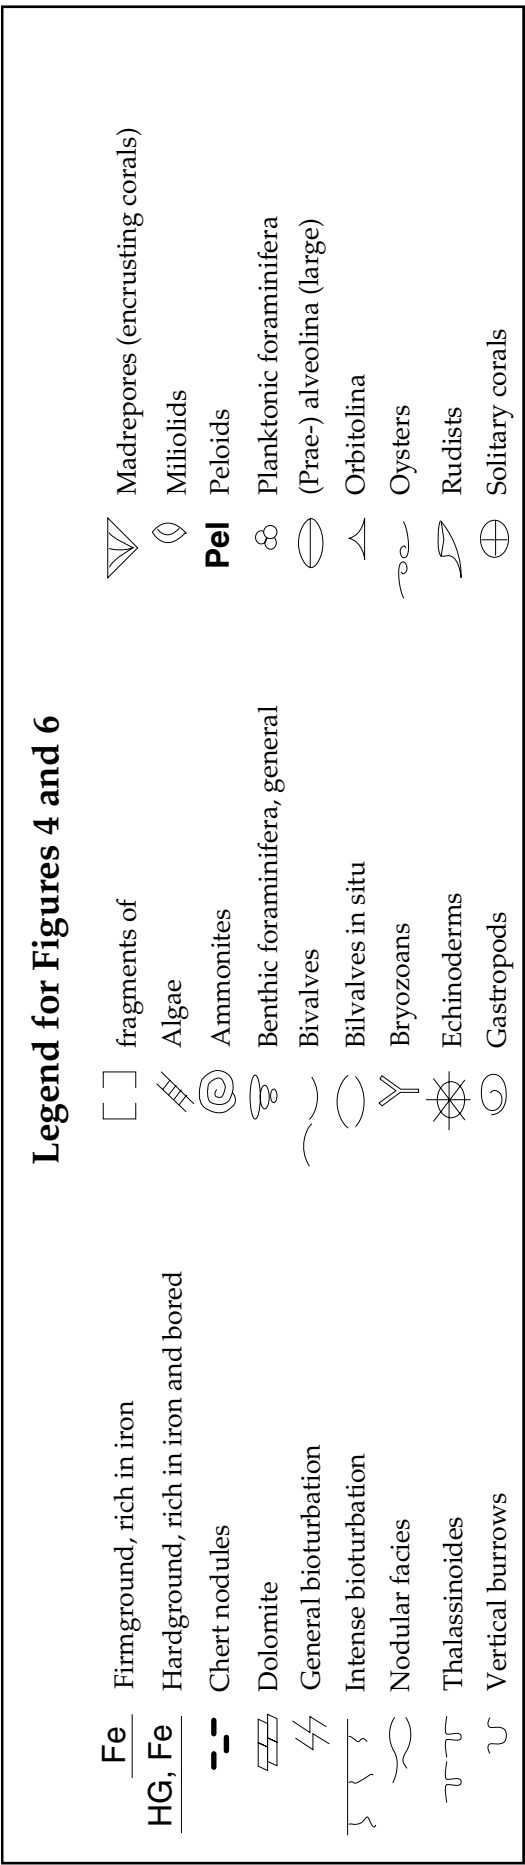 Legend for Figures 4 and 6
Fe Firmground, rich in iron
HG, Fe Hardground, rich in iron and bored
Chert nodules
Dolomite
General bioturbation
Intense bioturbation
Nodular facies
Thalassinoides
Vertical burrows
fragments of
Algae
Ammonites
Benthic foraminifera, general
Bivalves
Bilvalves in situ
Bryozoans
Echinoderms
Gastropods
Madrepores (encrusting corals)
Miliolids
Pel Peloids
Planktonic foraminifera
(Prae-) alveolina (large)
Orbitolina
Oysters
Rudists
Solitary corals